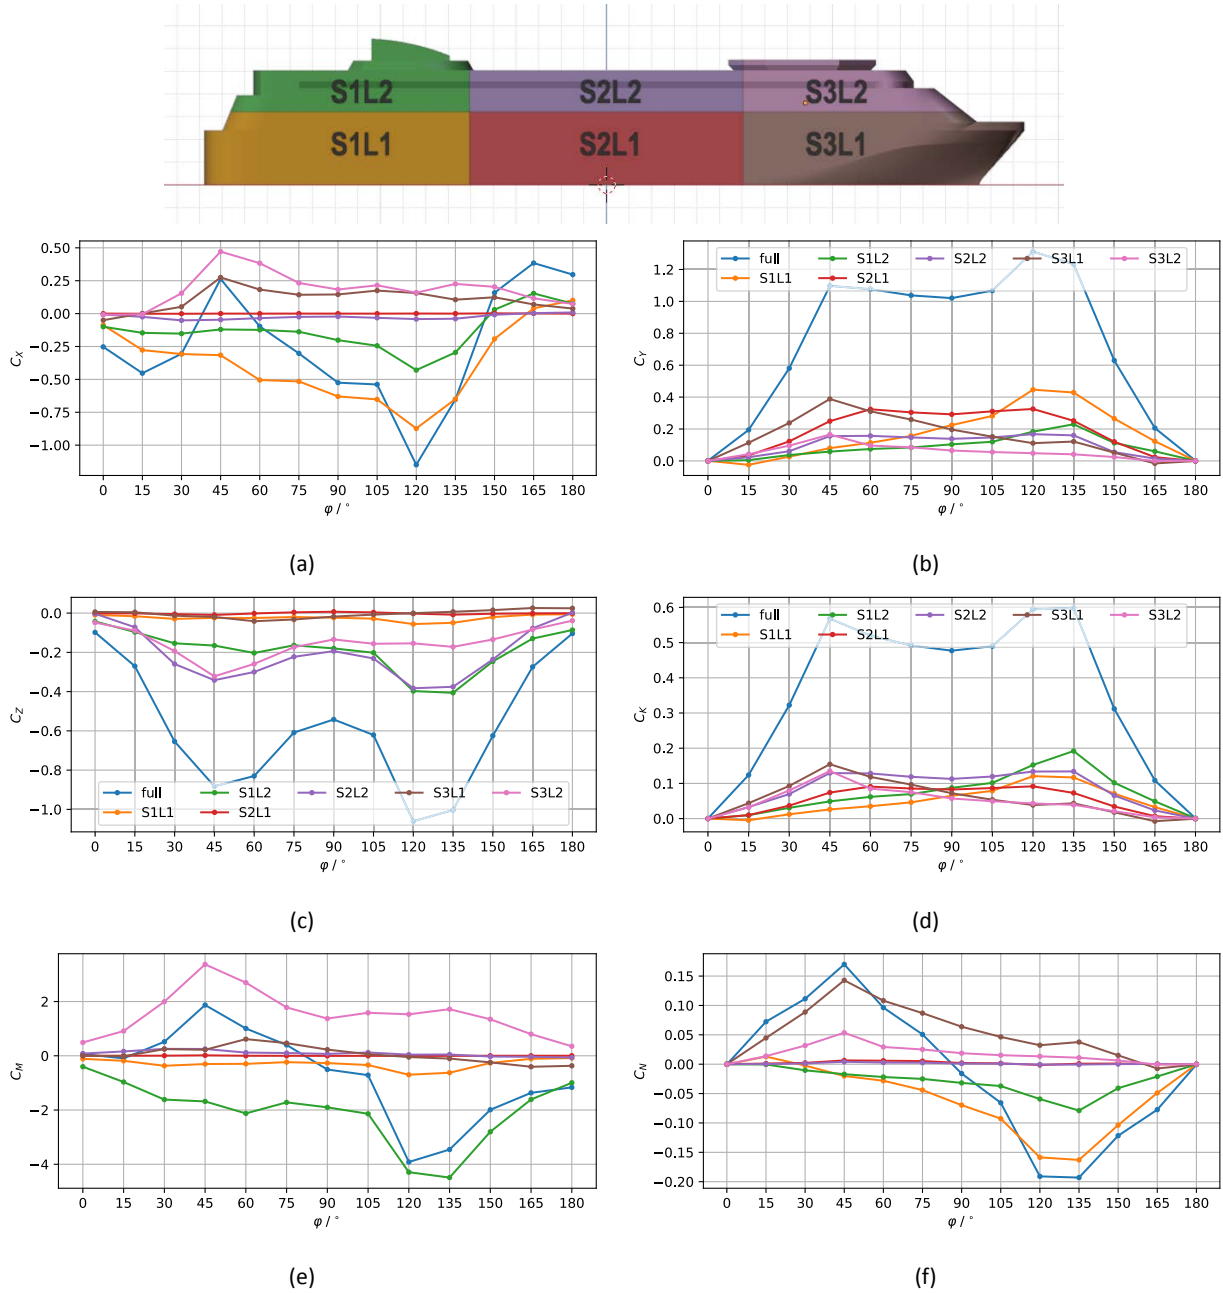 S1L2 S2L2 S3L2
S1L1 S2L1 S3L1
0.50
0.25
0.00
−0.25
−0.50
−0.75
−1.00
C_X
0 15 30 45 60 75 90 105 120 135 150 165 180
φ / °
(a)
full S1L2 S2L2 S3L1 S3L2
S1L1 S2L1
1.2
1.0
0.8
0.6
0.4
0.2
0.0
C_Y
0 15 30 45 60 75 90 105 120 135 150 165 180
φ / °
(b)
0.0
−0.2
−0.4
−0.6
−0.8
−1.0
C_Z
full S1L2 S2L2 S3L1 S3L2
S1L1 S2L1
0 15 30 45 60 75 90 105 120 135 150 165 180
φ / °
(c)
full S1L2 S2L2 S3L1 S3L2
S1L1 S2L1
0.6
0.5
0.4
0.3
0.2
0.1
0.0
C_K
0 15 30 45 60 75 90 105 120 135 150 165 180
φ / °
(d)
2
0
−2
−4
C_M
0 15 30 45 60 75 90 105 120 135 150 165 180
φ / °
(e)
0.15
0.10
0.05
0.00
−0.05
−0.10
−0.15
−0.20
C_N
0 15 30 45 60 75 90 105 120 135 150 165 180
φ / °
(f)